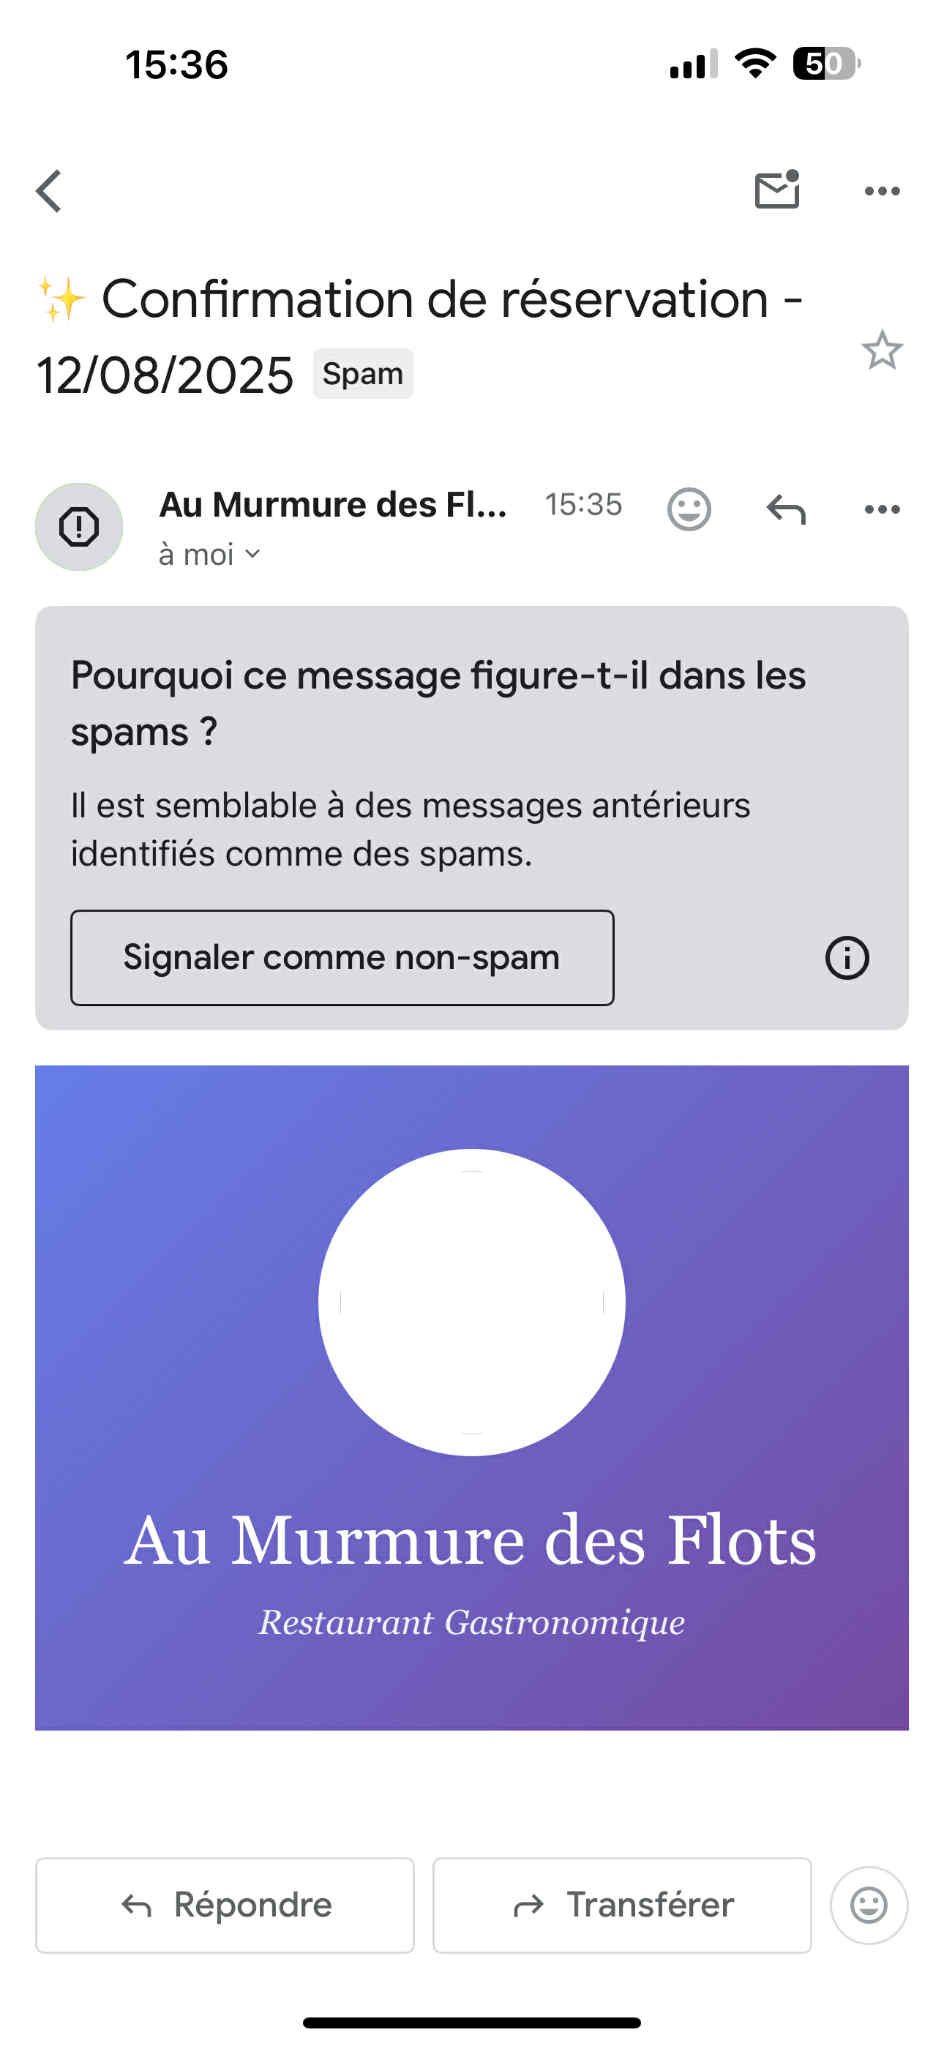 15:36
50
✨ Confirmation de réservation -
12/08/2025 Spam
Au Murmure des Fl... 15:35
à moi
Pourquoi ce message figure-t-il dans les
spams ?
Il est semblable à des messages antérieurs
identifiés comme des spams.
Signaler comme non-spam
Au Murmure des Flots
Restaurant Gastronomique
Répondre
Transférer